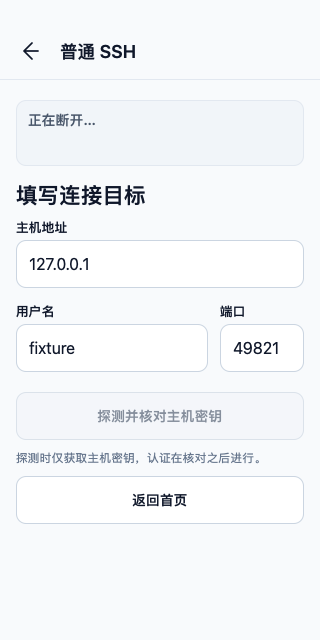 普通 SSH
正在断开...
填写连接目标
主机地址
127.0.0.1
用户名
端口
fixture
49821
探测并核对主机密钥
探测时仅获取主机密钥，认证在核对之后进行。
返回首页